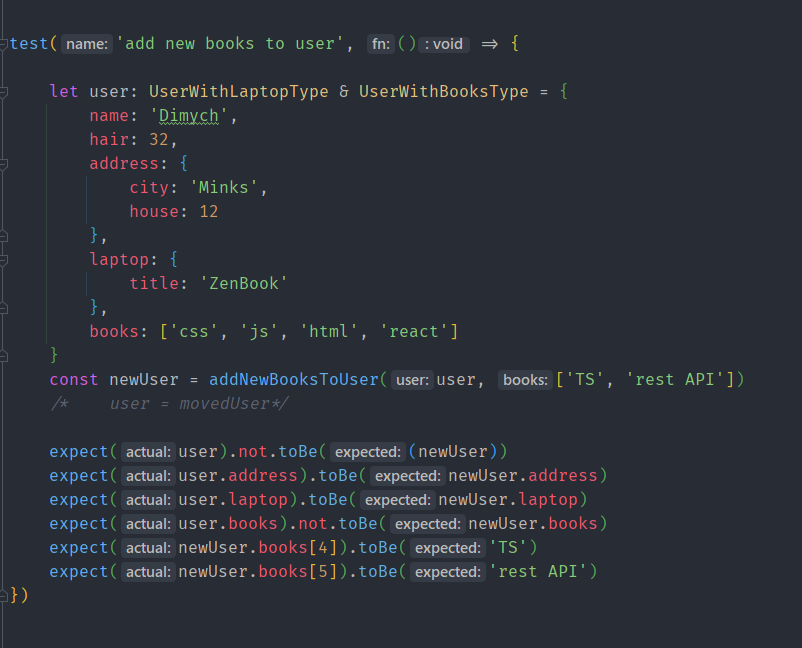 test( name: 'add new books to user', fn: () : void => {
let user: UserWithLaptopType & UserWithBooksType = {
name: 'Dimych',
hair: 32,
address: {
city: 'Minks',
house: 12
},
laptop: {
title: 'ZenBook'
},
books: ['css', 'js', 'html', 'react']
}
const newUser = addNewBooksToUser( user: user, books: ['TS', 'rest API'])
/* user = movedUser*/
expect( actual: user).not.toBe( expected: (newUser))
expect( actual: user.address).toBe( expected: newUser.address)
expect( actual: user.laptop).toBe( expected: newUser.laptop)
expect( actual: user.books).not.toBe( expected: newUser.books)
expect( actual: newUser.books[4]).toBe( expected: 'TS')
expect( actual: newUser.books[5]).toBe( expected: 'rest API')
})